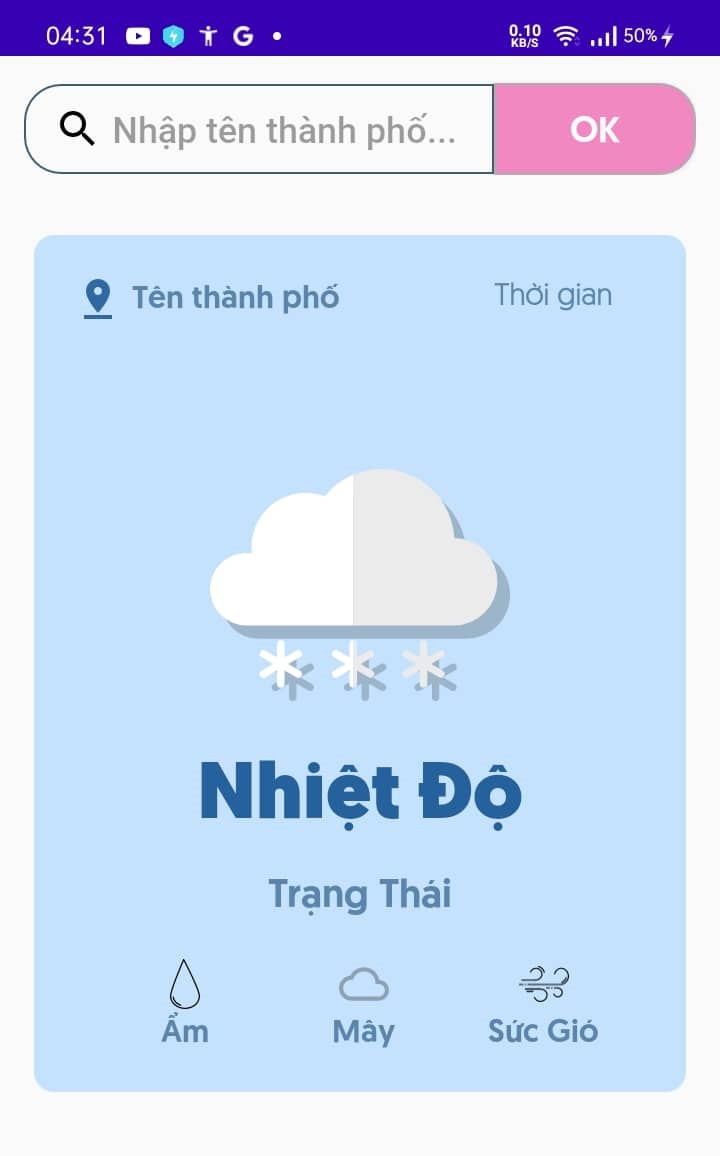 04:31 0.10 KB/S 50%
Nhập tên thành phố... OK
Tên thành phố Thời gian
Nhiệt Độ
Trạng Thái
Ẩm Mây Sức Gió